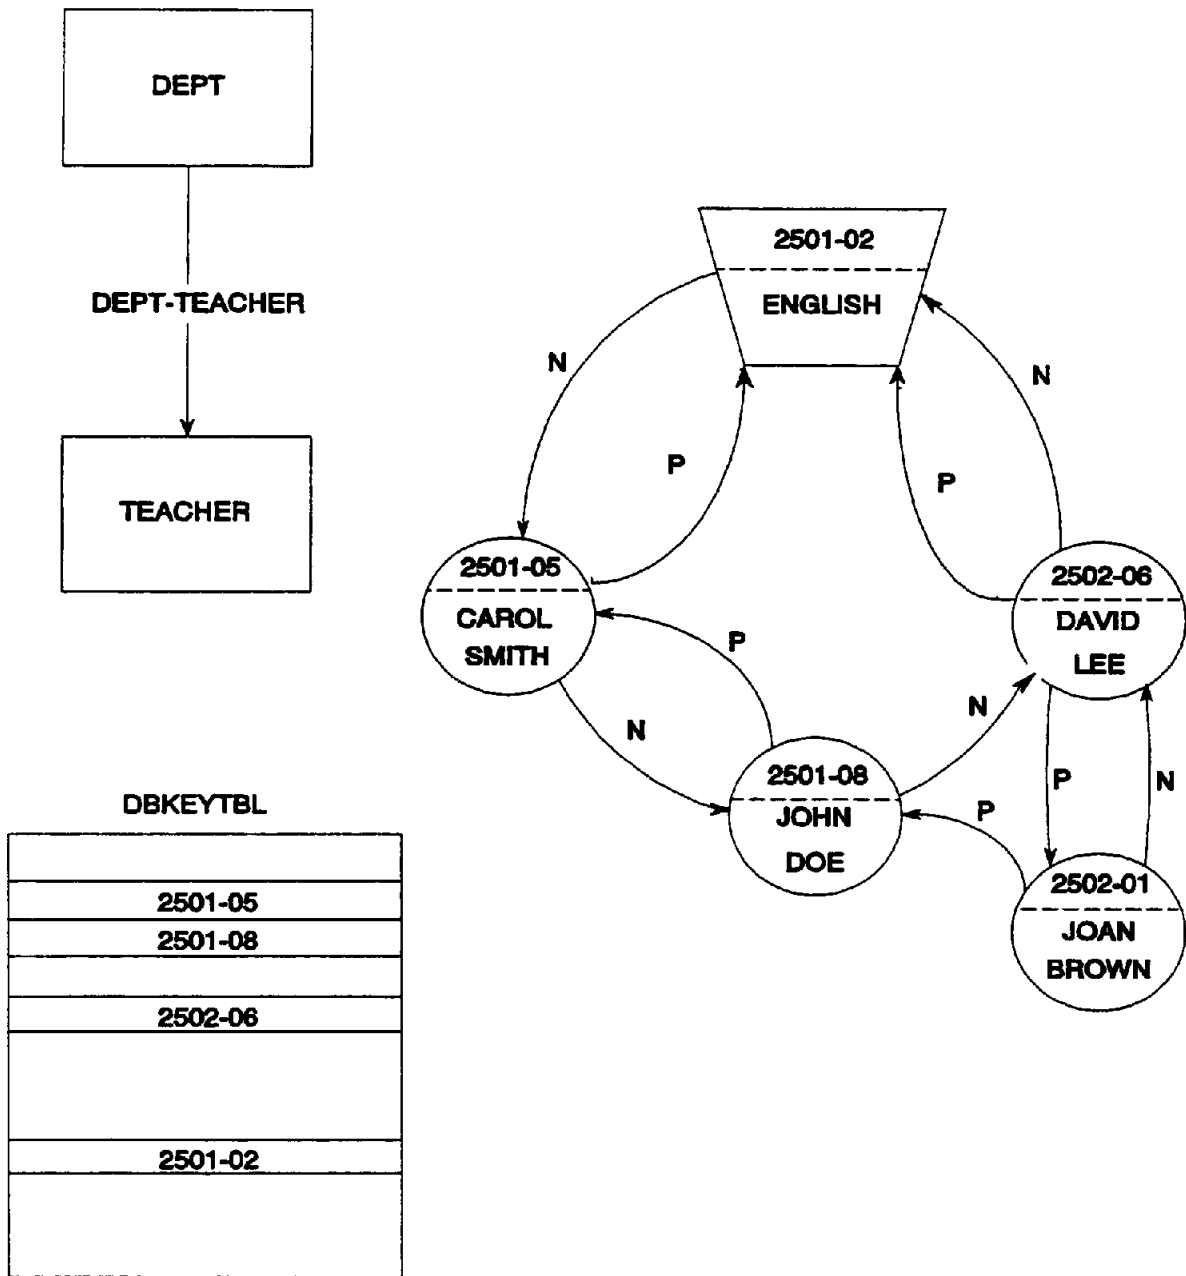 DEPT
DEPT-TEACHER
TEACHER
2501-02
ENGLISH
N
P
N
P
2501-05
CAROL
SMITH
2502-06
DAVID
LEE
P
N
N
2501-08
JOHN
DOE
P
P
N
2502-01
JOAN
BROWN
DBKEYTBL
2501-05
2501-08
2502-06
2501-02